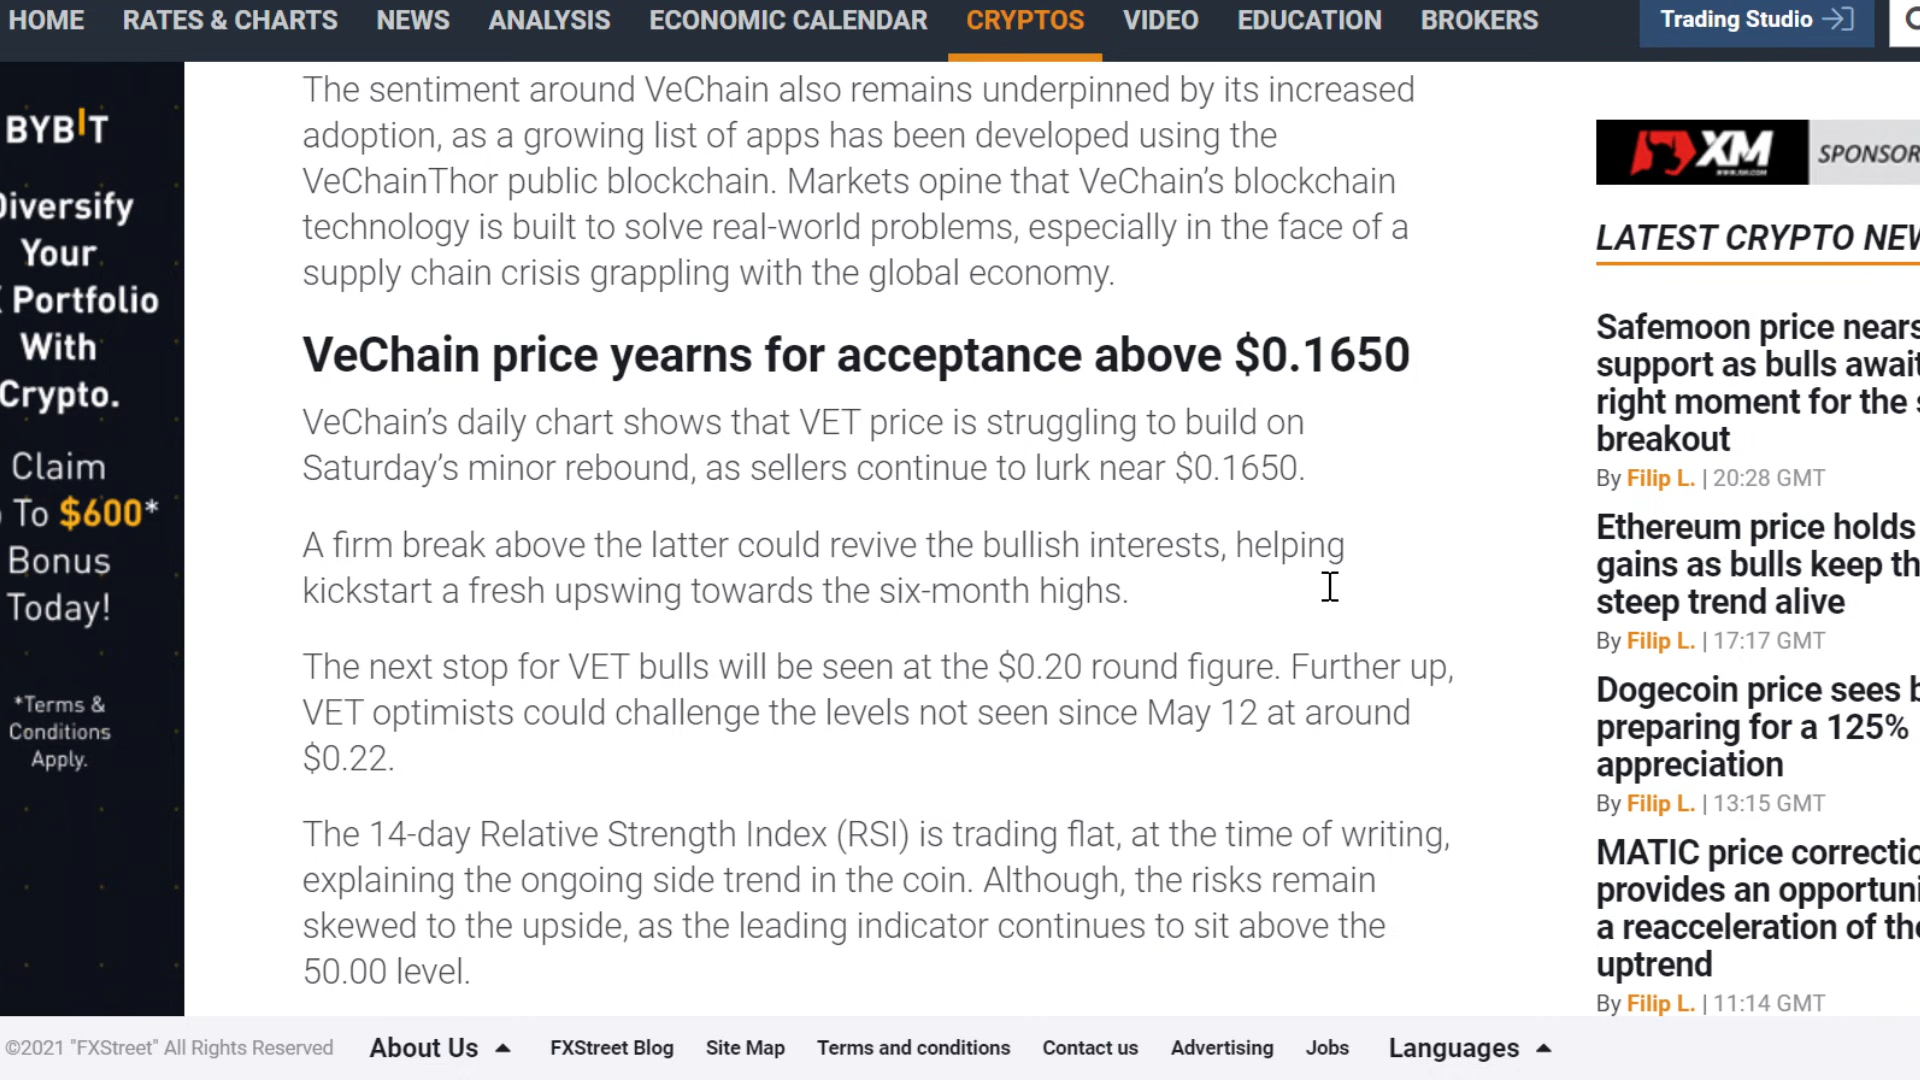 HOME RATES & CHARTS NEWS ANALYSIS ECONOMIC CALENDAR CRYPTOS VIDEO EDUCATION BROKERS Trading Studio
BYBIT
Diversify
Your
Portfolio
With
Crypto.
Claim
To $600*
Bonus
Today!
*Terms &
Conditions
Apply.
The sentiment around VeChain also remains underpinned by its increased
adoption, as a growing list of apps has been developed using the
VeChainThor public blockchain. Markets opine that VeChain’s blockchain
technology is built to solve real-world problems, especially in the face of a
supply chain crisis grappling with the global economy.
VeChain price yearns for acceptance above $0.1650
VeChain’s daily chart shows that VET price is struggling to build on
Saturday’s minor rebound, as sellers continue to lurk near $0.1650.
A firm break above the latter could revive the bullish interests, helping
kickstart a fresh upswing towards the six-month highs.
The next stop for VET bulls will be seen at the $0.20 round figure. Further up,
VET optimists could challenge the levels not seen since May 12 at around
$0.22.
The 14-day Relative Strength Index (RSI) is trading flat, at the time of writing,
explaining the ongoing side trend in the coin. Although, the risks remain
skewed to the upside, as the leading indicator continues to sit above the
50.00 level.
XM SPONSOR
LATEST CRYPTO NEW
Safemoon price nears
support as bulls await
right moment for the
breakout
By Filip L. | 20:28 GMT
Ethereum price holds
gains as bulls keep th
steep trend alive
By Filip L. | 17:17 GMT
Dogecoin price sees b
preparing for a 125%
appreciation
By Filip L. | 13:15 GMT
MATIC price correctio
provides an opportuni
a reacceleration of the
uptrend
By Filip L. | 11:14 GMT
©2021 "FXStreet" All Rights Reserved About Us FXStreet Blog Site Map Terms and conditions Contact us Advertising Jobs Languages